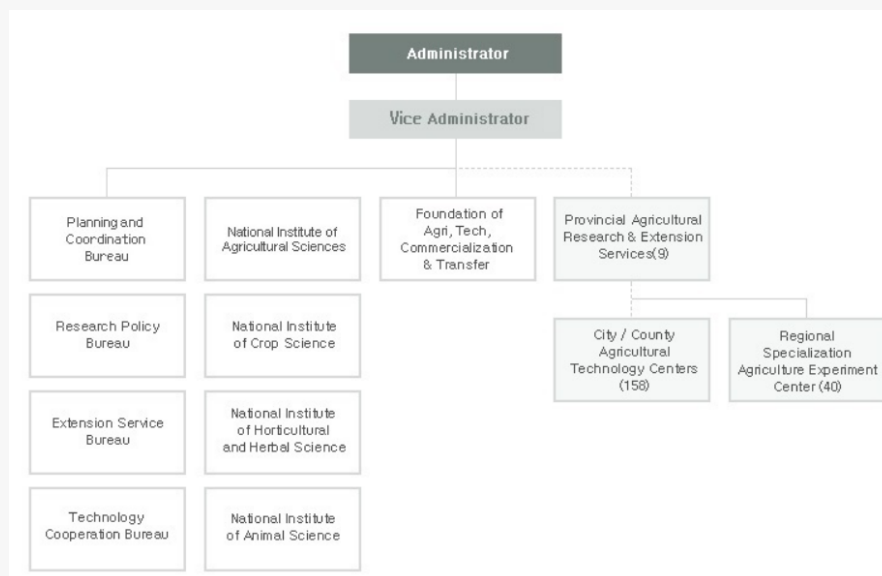 Administrator
Vice Administrator
Planning and
Coordination
Bureau
National Institute of
Agricultural Sciences
Foundation of
Agri, Tech,
Commercialization
& Transfer
Provincial Agricultural
Research & Extension
Services(9)
Research Policy
Bureau
National Institute
of Crop Science
City / County
Agricultural
Technology Centers
(158)
Regional
Specialization
Agriculture Experiment
Center (40)
Extension Service
Bureau
National Institute
of Horticultural
and Herbal Science
Technology
Cooperation Bureau
National Institute
of Animal Science